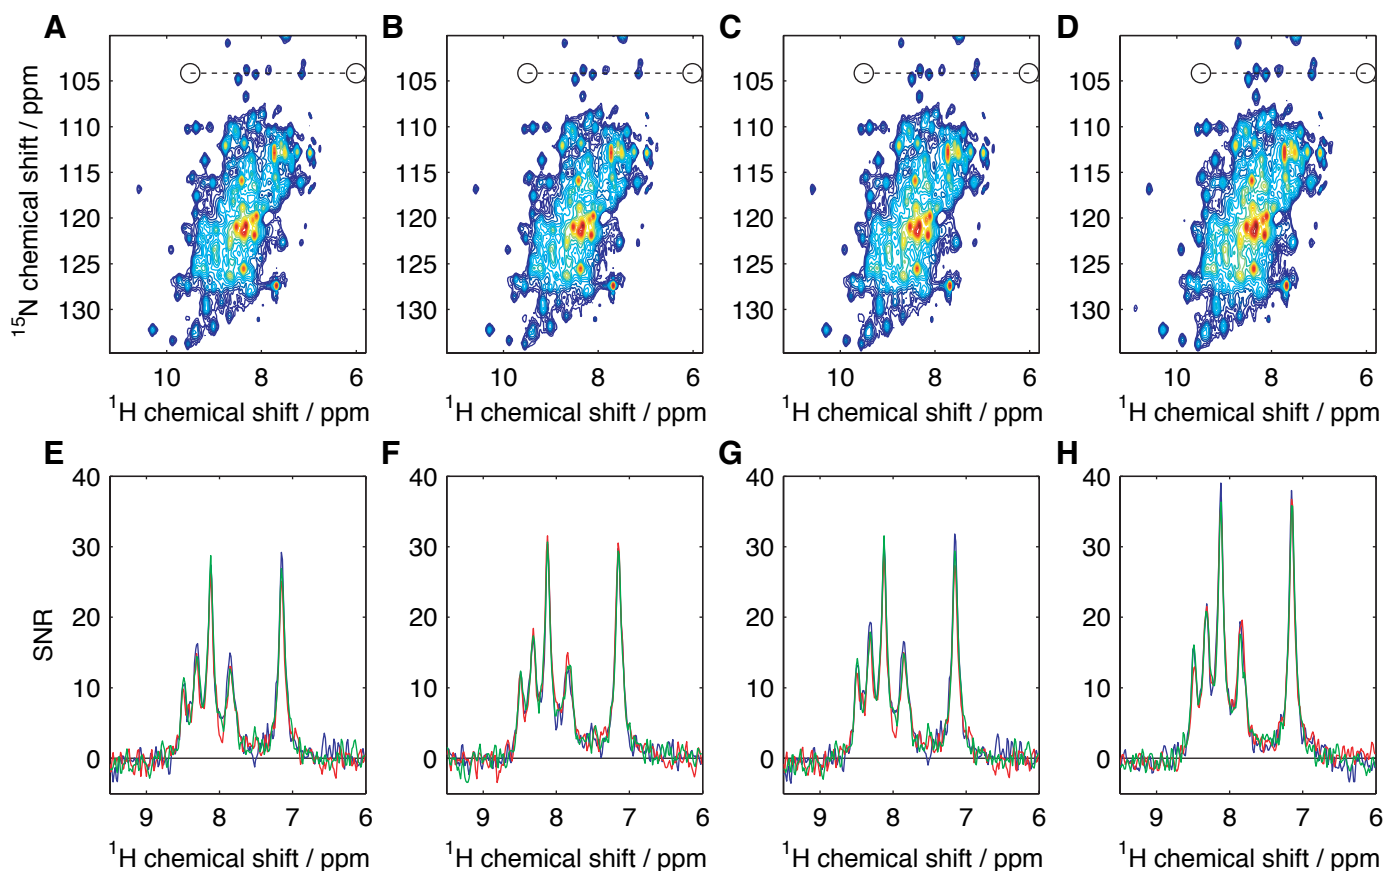 A B C D
15N chemical shift / ppm
105 105 105 105
110 110 110 110
115 115 115 115
120 120 120 120
125 125 125 125
130 130 130 130
10 8 6 10 8 6 10 8 6 10 8 6
1H chemical shift / ppm 1H chemical shift / ppm 1H chemical shift / ppm 1H chemical shift / ppm
E F G H
SNR
40 40 40 40
30 30 30 30
20 20 20 20
10 10 10 10
0 0 0 0
9 8 7 6 9 8 7 6 9 8 7 6 9 8 7 6
1H chemical shift / ppm 1H chemical shift / ppm 1H chemical shift / ppm 1H chemical shift / ppm